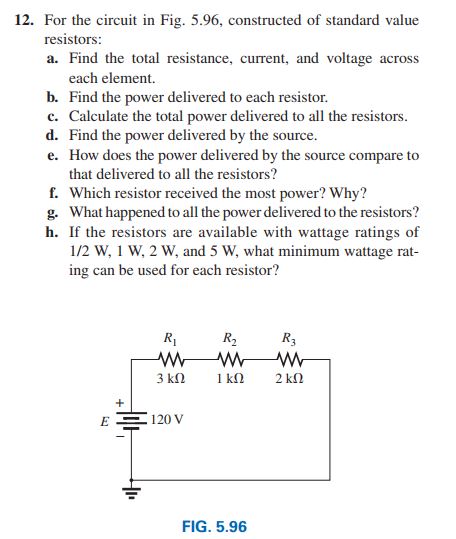 12. For the circuit in Fig. 5.96, constructed of standard value
resistors:
a. Find the total resistance, current, and voltage across
each element.
b. Find the power delivered to each resistor.
c. Calculate the total power delivered to all the resistors.
d. Find the power delivered by the source.
e. How does the power delivered by the source compare to
that delivered to all the resistors?
f. Which resistor received the most power? Why?
g. What happened to all the power delivered to the resistors?
h. If the resistors are available with wattage ratings of
1/2 W, 1 W, 2 W, and 5 W, what minimum wattage rat-
ing can be used for each resistor?
R1 R2 R3
3 kΩ 1 kΩ 2 kΩ
+
E 120 V
–
FIG. 5.96